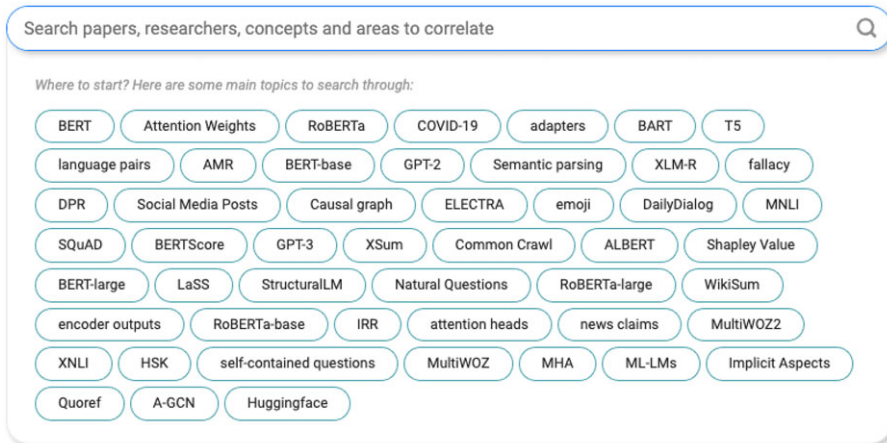 Search papers, researchers, concepts and areas to correlate
Where to start? Here are some main topics to search through:
BERT Attention Weights RoBERTa COVID-19 adapters BART T5
language pairs AMR BERT-base GPT-2 Semantic parsing XLM-R fallacy
DPR Social Media Posts Causal graph ELECTRA emoji DailyDialog MNLI
SQuAD BERTScore GPT-3 XSum Common Crawl ALBERT Shapley Value
BERT-large LaSS StructuralLM Natural Questions RoBERTa-large WikiSum
encoder outputs RoBERTa-base IRR attention heads news claims MultiWOZ2
XNLI HSK self-contained questions MultiWOZ MHA ML-LMs Implicit Aspects
Quoref A-GCN Huggingface